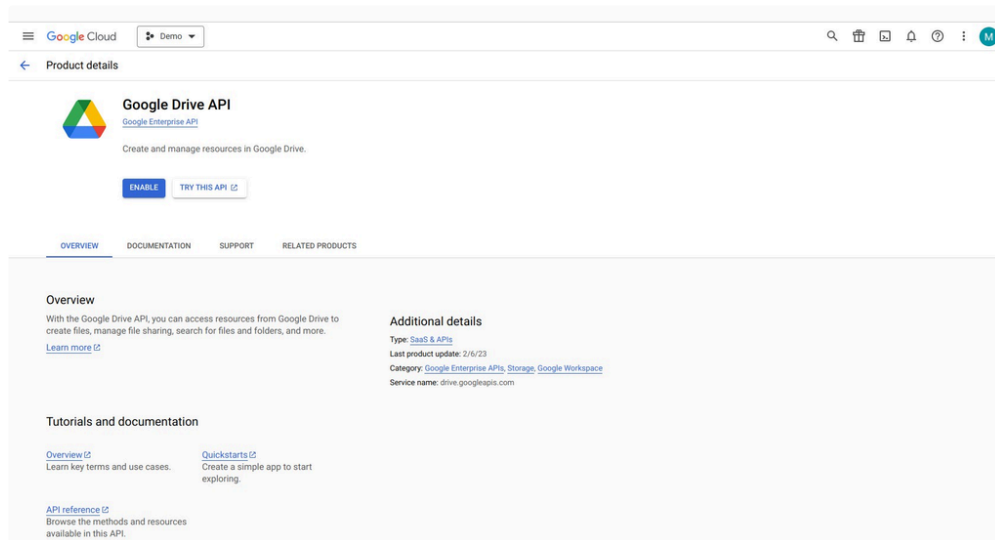 Google Cloud
Demo
M
Product details
Google Drive API
Google Enterprise API
Create and manage resources in Google Drive.
ENABLE
TRY THIS API
OVERVIEW
DOCUMENTATION
SUPPORT
RELATED PRODUCTS
Overview
With the Google Drive API, you can access resources from Google Drive to
create files, manage file sharing, search for files and folders, and more.
Learn more
Additional details
Type: SaaS & APIs
Last product update: 2/6/23
Category: Google Enterprise APIs, Storage, Google Workspace
Service name: drive.googleapis.com
Tutorials and documentation
Overview
Learn key terms and use cases.
Quickstarts
Create a simple app to start
exploring.
API reference
Browse the methods and resources
available in this API.